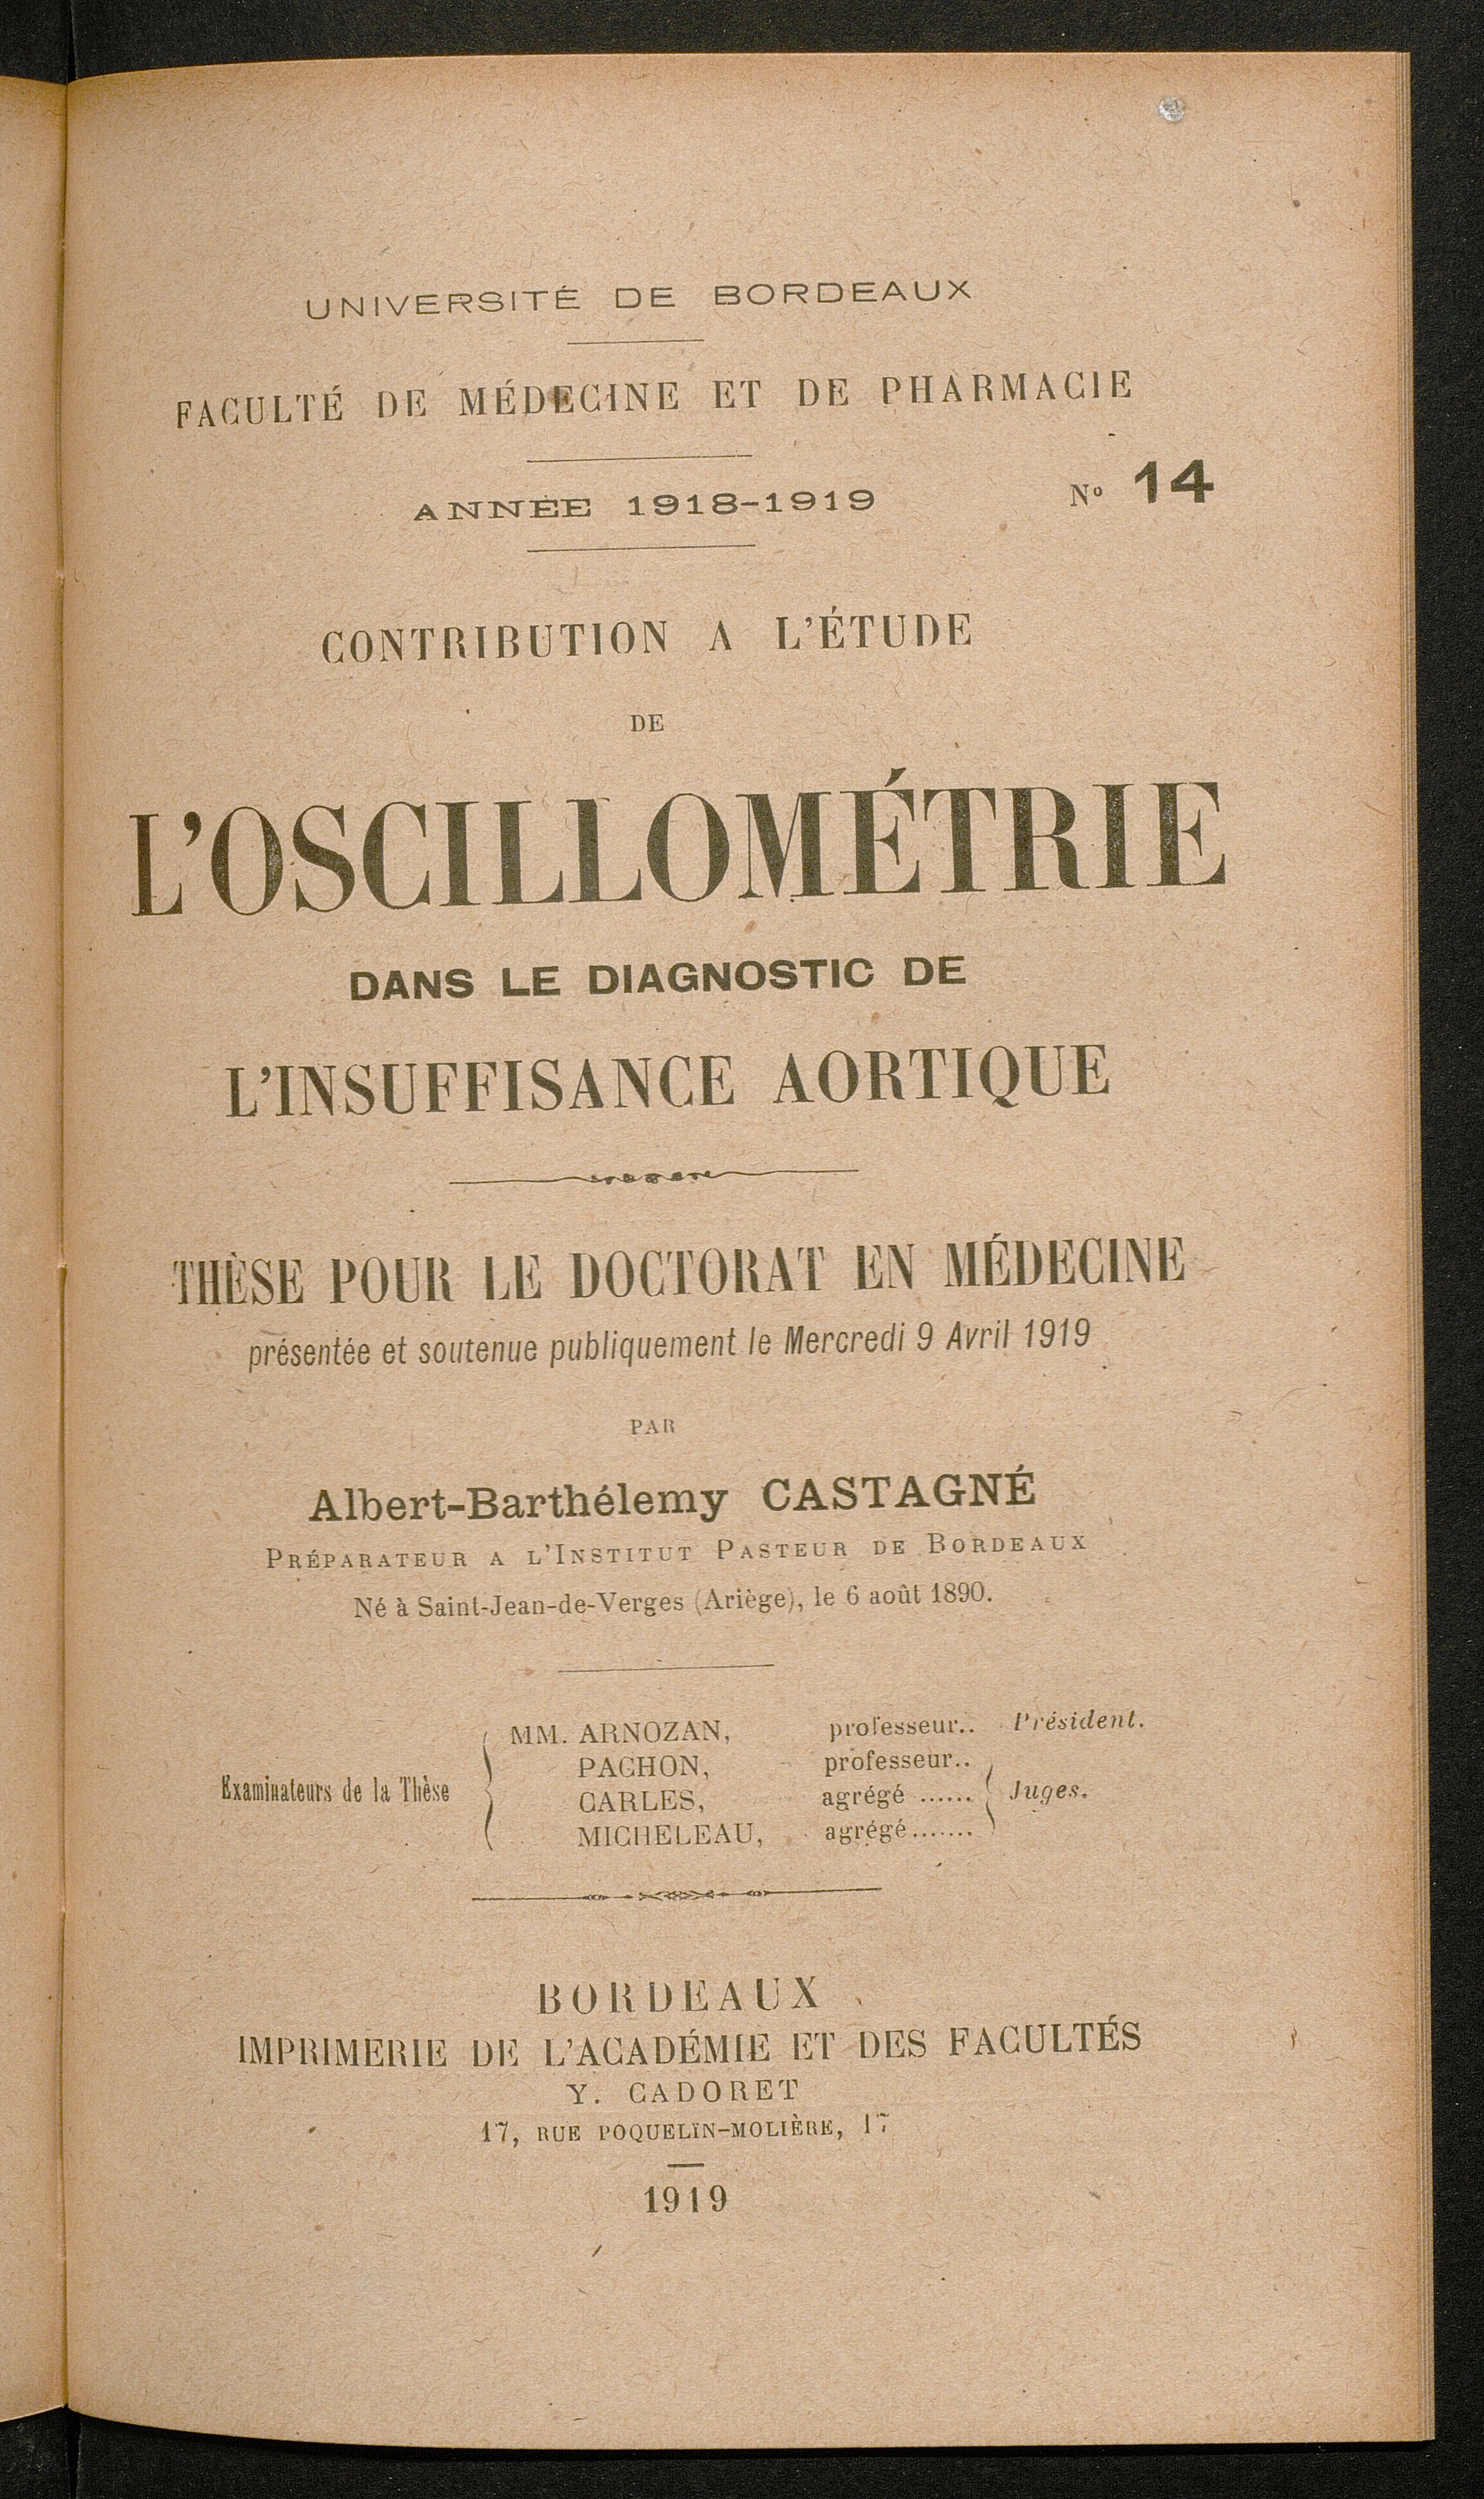 UNIVERSITÉ DE BORDEAUX
FACULTÉ DE MÉDECINE ET DE PHARMACIE
ANNÉE 1918-1919
Nº 14
CONTRIBUTION A L'ÉTUDE
DE
L'OSCILLOMÉTRIE
DANS LE DIAGNOSTIC DE
L'INSUFFISANCE AORTIQUE
THÈSE POUR LE DOCTORAT EN MÉDECINE
présentée et soutenue publiquement le Mercredi 9 Avril 1919
PAR
Albert-Barthélemy CASTAGNÉ
PRÉPARATEUR A L'INSTITUT PASTEUR DE BORDEAUX
Né à Saint-Jean-de-Verges (Ariège), le 6 août 1890.
Examinateurs de la Thèse
MM. ARNOZAN, professeur.. Président.
PACHON, professeur..
CARLES, agrégé ...... Juges.
MICHELEAU, agrégé.......
BORDEAUX
IMPRIMERIE DE L'ACADÉMIE ET DES FACULTÉS
Y. CADORET
17, RUE POQUELIN-MOLIÈRE, 17
1919